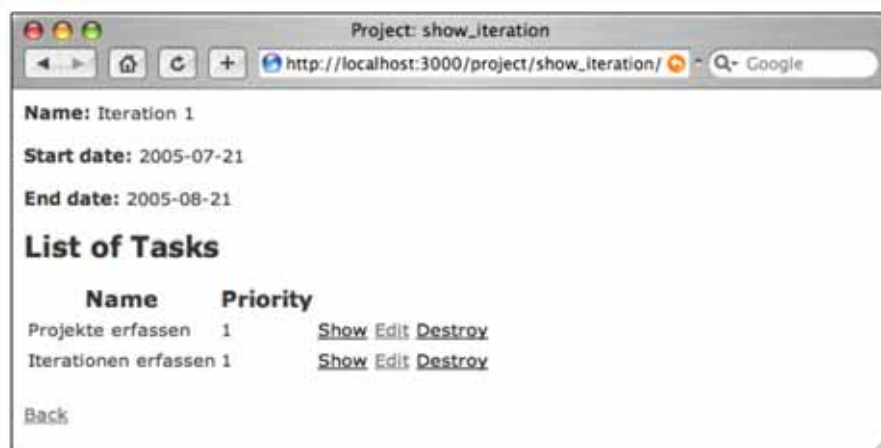 Project: show_iteration
http://localhost:3000/project/show_iteration/
Google
Name: Iteration 1
Start date: 2005-07-21
End date: 2005-08-21
List of Tasks
Name Priority
Projekte erfassen 1 Show Edit Destroy
Iterationen erfassen 1 Show Edit Destroy
Back